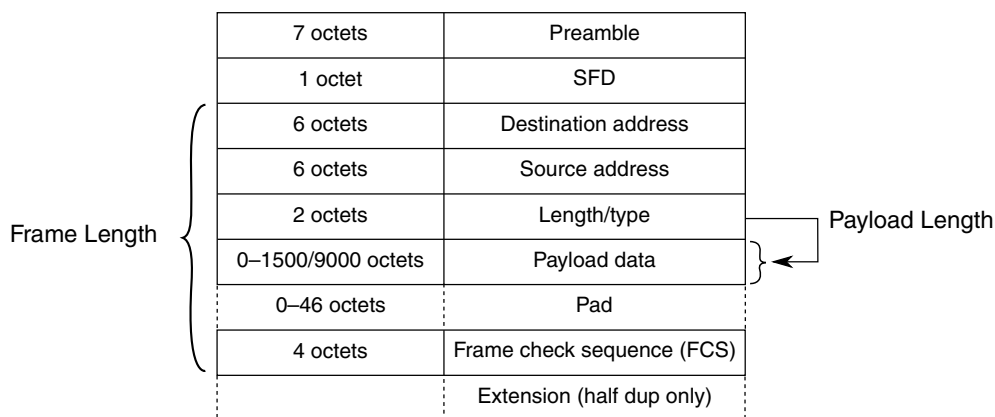 7 octets Preamble
1 octet SFD
6 octets Destination address
6 octets Source address
Frame Length
2 octets Length/type
Payload Length
0–1500/9000 octets Payload data
0–46 octets Pad
4 octets Frame check sequence (FCS)
Extension (half dup only)